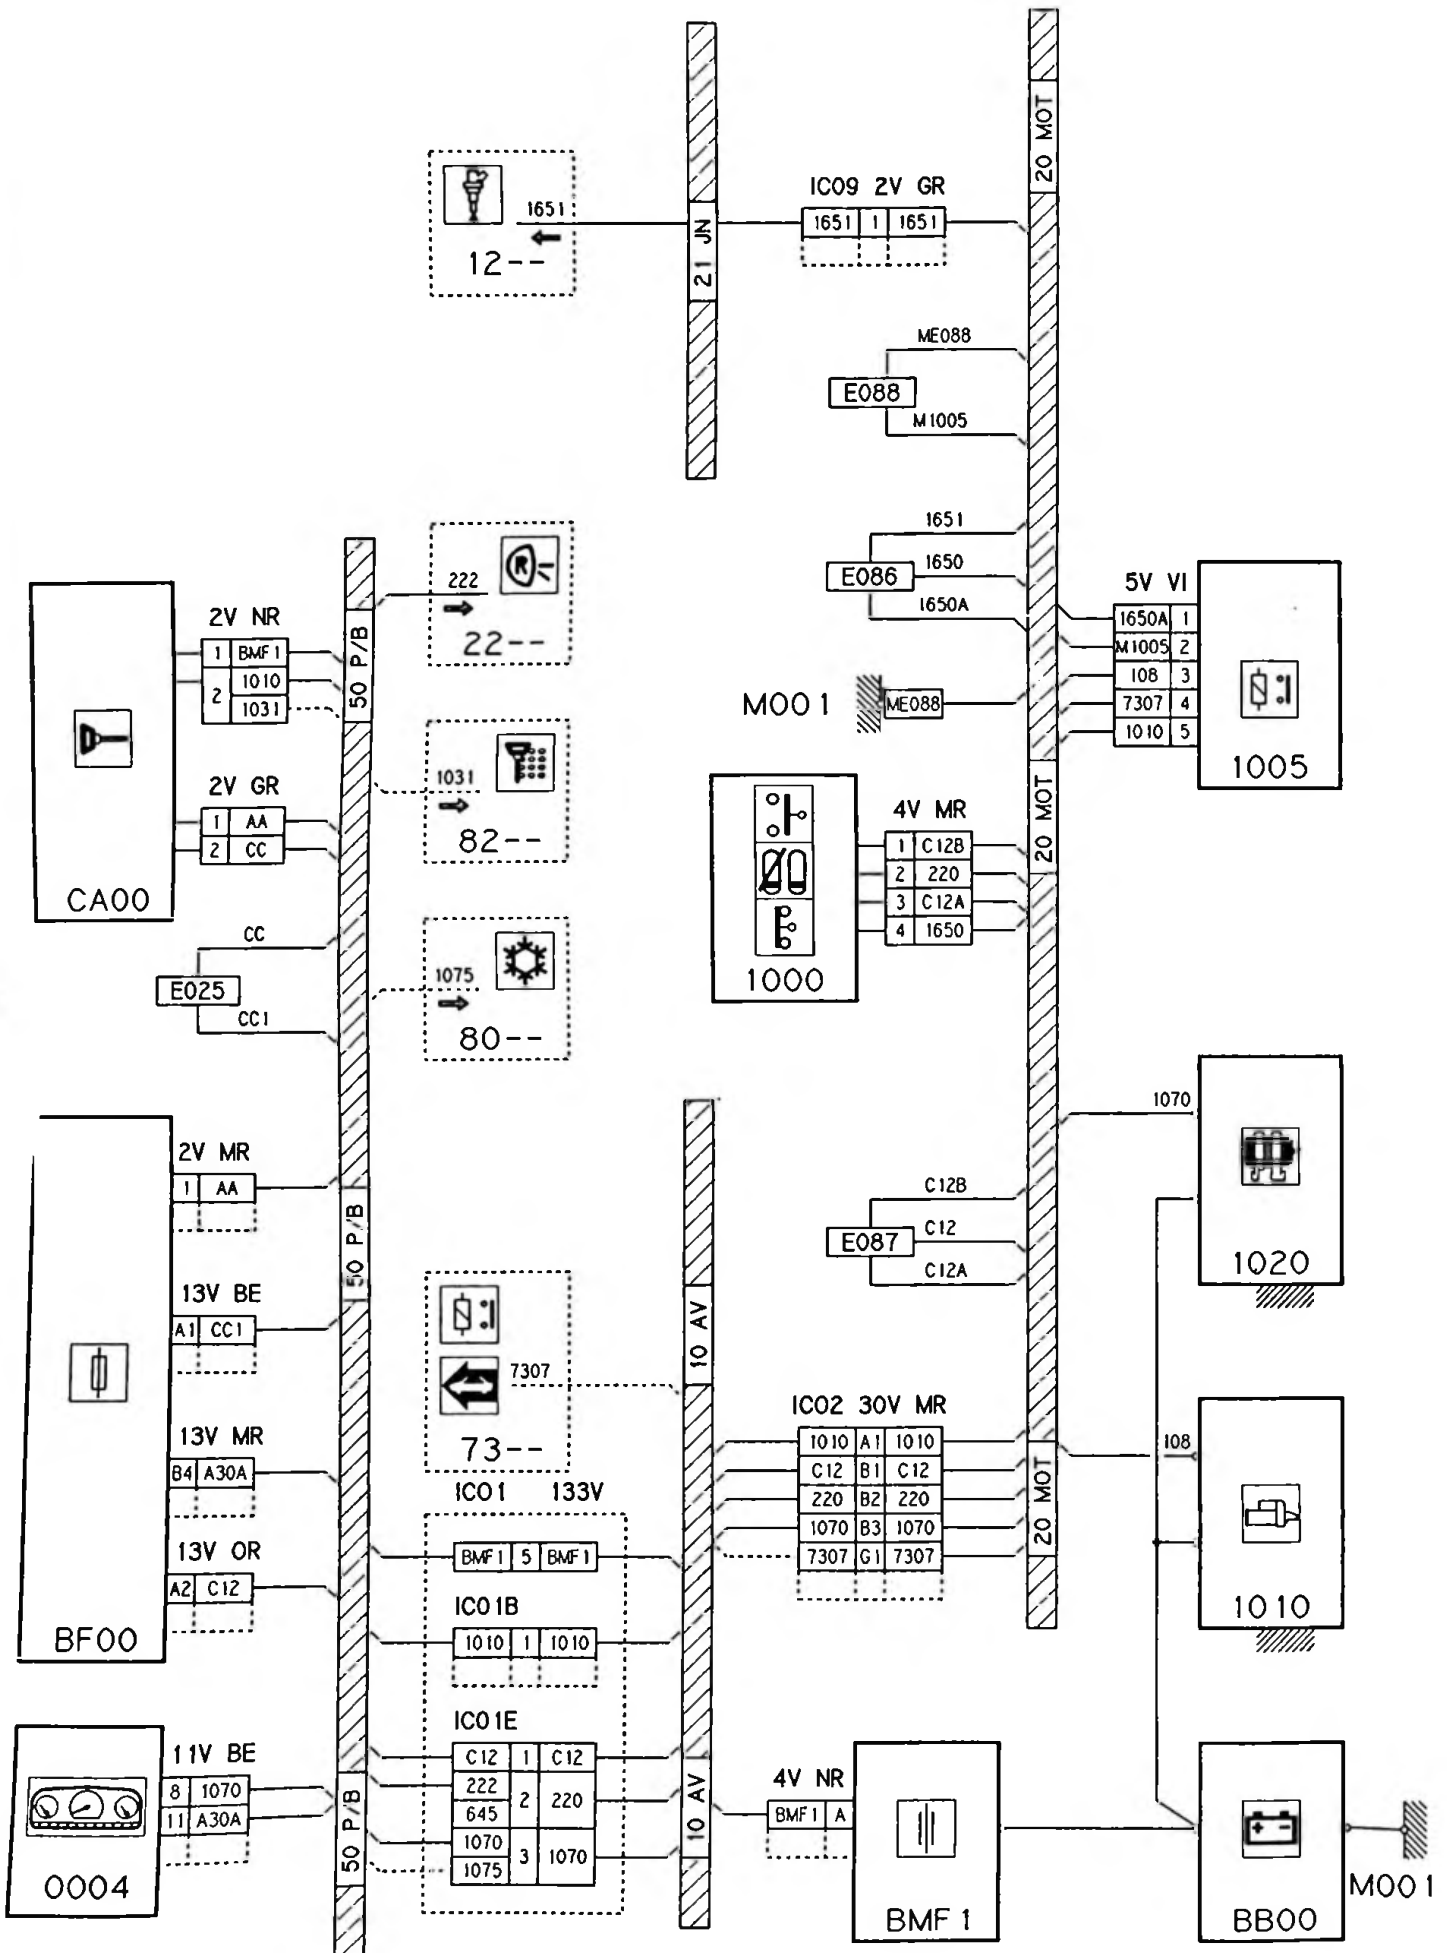 20 MOT
IC09 2V GR
1651
1651 1 1651
12--
21 JN
ME088
E088
M1005
1651
E086 1650
1650A
222
22--
5V VI
1650A 1
M1005 2
108 3
7307 4
1010 5
1005
2V NR
1 BMF1
2 1010
1031
50 P/B
M001
ME088
1031
82--
2V GR
1 AA
2 CC
CA00
4V MR
1 C12B
2 220
3 C12A
4 1650
1000
20 MOT
CC
E025
CC1
1075
80--
1070
1020
2V MR
1 AA
50 P/B
C12B
E087 C12
C12A
13V BE
A1 CC1
7307
73--
10 AV
13V MR
B4 A30A
IC02 30V MR
1010 A1 1010
C12 B1 C12
220 B2 220
1070 B3 1070
7307 G1 7307
20 MOT
108
1010
IC01 133V
BMF1 5 BMF1
13V OR
A2 C12
BF00
IC01B
1010 1 1010
IC01E
C12 1 C12
222
2 220
645
1070
3 1070
1075
11V BE
8 1070
11 A30A
0004
50 P/B
10 AV
4V NR
BMF1 A
BMF1
BB00
M001